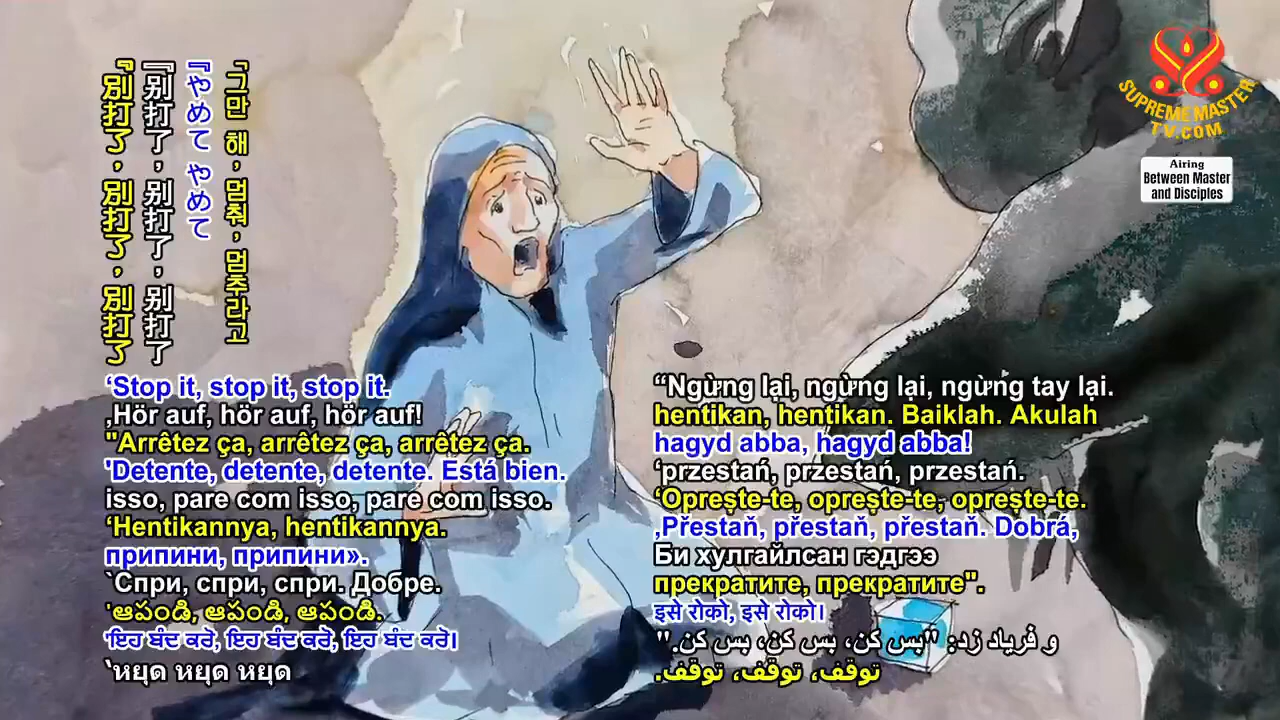 『別打了，別打了，別打了
『别打了，别打了，别打了
『やめて やめて
「그만 해, 멈춰, 멈추라고
SUPREME MASTER
TV.COM
Airing
Between Master
and Disciples
‘Stop it, stop it, stop it.
‚Hör auf, hör auf, hör auf!
"Arrêtez ça, arrêtez ça, arrêtez ça.
'Detente, detente, detente. Está bien.
isso, pare com isso, pare com isso.
‘Hentikannya, hentikannya.
припини, припини».
`Спри, спри, спри. Добре.
'ఆపండి, ఆపండి, ఆపండి.
'ਇਹ ਬੰਦ ਕਰੋ, ਇਹ ਬੰਦ ਕਰੋ, ਇਹ ਬੰਦ ਕਰੋ।
‘หยุด หยุด หยุด
“Ngừng lại, ngừng lại, ngừng tay lại.
hentikan, hentikan. Baiklah. Akulah
hagyd abba, hagyd abba!
‘przestań, przestań, przestań.
‘Oprește-te, oprește-te, oprește-te.
‚Přestaň, přestaň, přestaň. Dobrá,
Би хулгайлсан гэдгээ
прекратите, прекратите".
इसे रोको, इसे रोको।
و فریاد زد: "بس کن، بس کن، بس کن."
توقف، توقف، توقف.